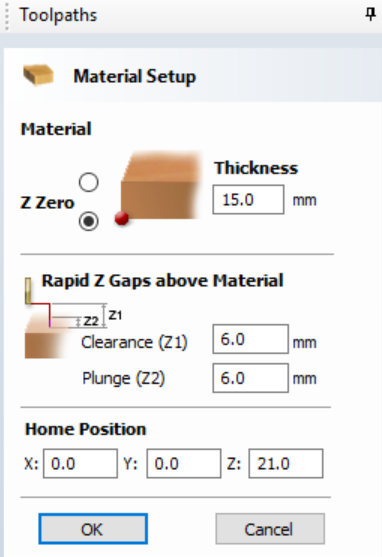 Toolpaths
Material Setup
Material
Thickness
Z Zero
15.0 mm
Rapid Z Gaps above Material
Z1
Z2
Clearance (Z1) 6.0 mm
Plunge (Z2) 6.0 mm
Home Position
X: 0.0 Y: 0.0 Z: 21.0
OK Cancel